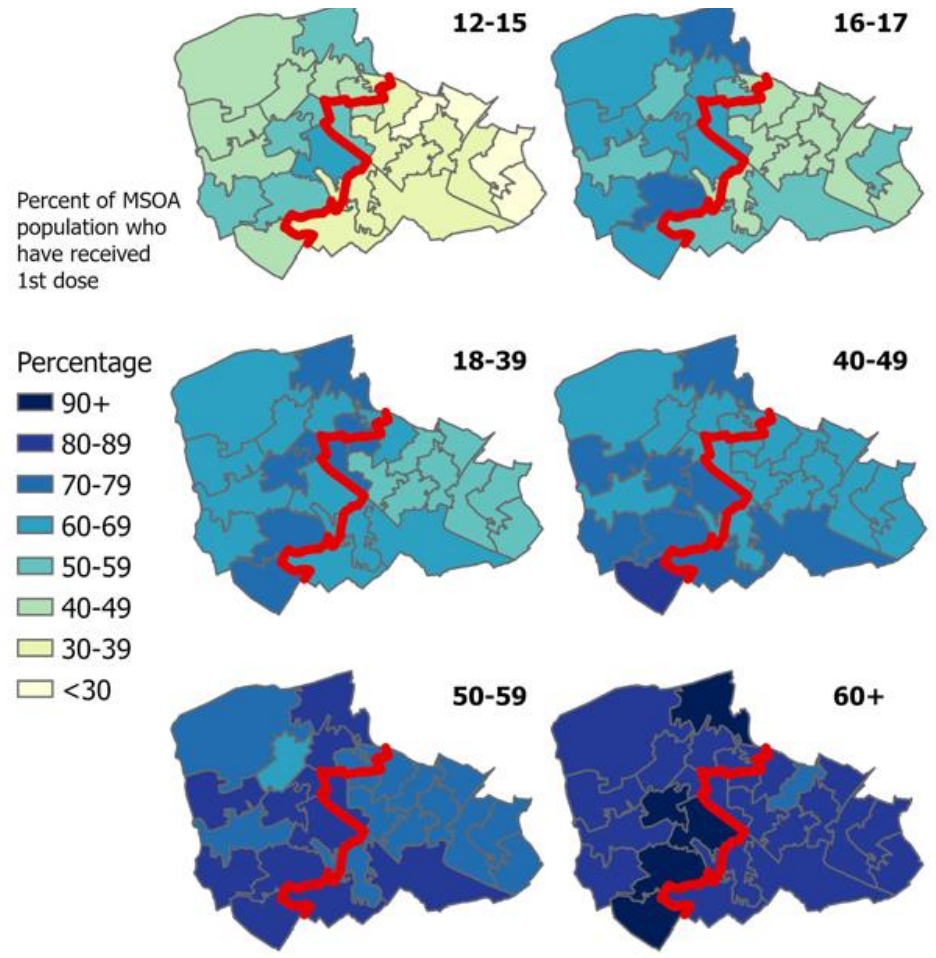 12-15
16-17
Percent of MSOA
population who
have received
1st dose
Percentage
90+
80-89
70-79
60-69
50-59
40-49
30-39
<30
18-39
40-49
50-59
60+